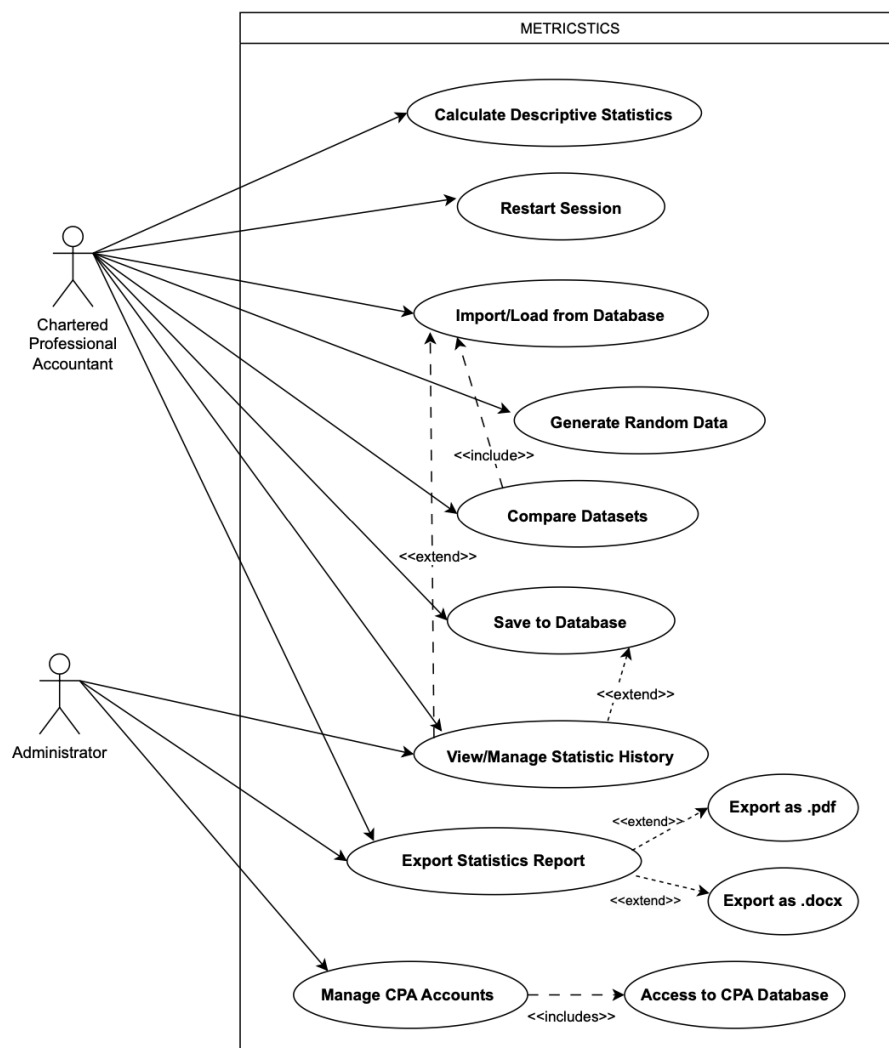 METRICSTICS
Calculate Descriptive Statistics
Restart Session
Chartered
Professional
Accountant
Import/Load from Database
Generate Random Data
<<include>>
Compare Datasets
<<extend>>
Save to Database
<<extend>>
Administrator
View/Manage Statistic History
Export as .pdf
<<extend>>
Export Statistics Report
Export as .docx
<<extend>>
Manage CPA Accounts
Access to CPA Database
<<includes>>